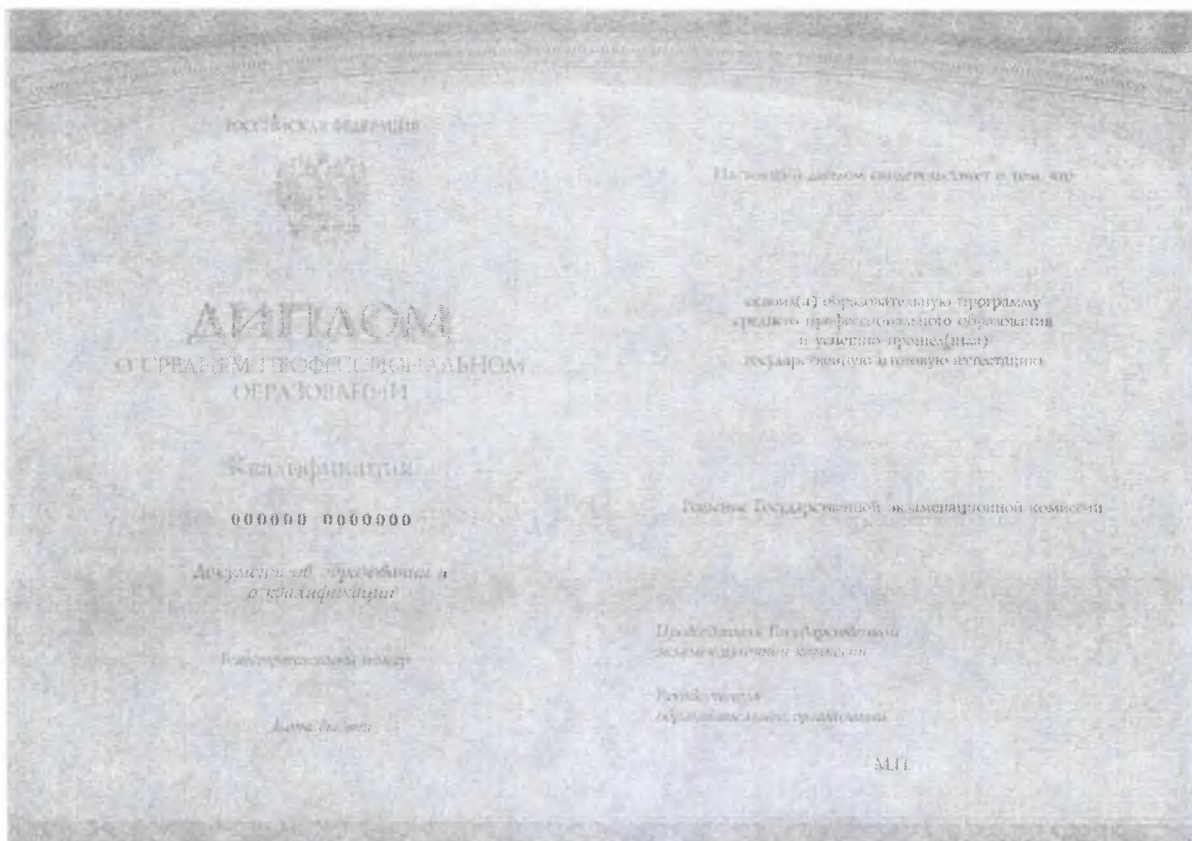 РОССИЙСКАЯ ФЕДЕРАЦИЯ
ДИПЛОМ
О СРЕДНЕМ ПРОФЕССИОНАЛЬНОМ
ОБРАЗОВАНИИ
Квалификация
000000 0000000
Документ об образовании и
о квалификации
Регистрационный номер
Дата выдачи
Настоящий диплом свидетельствует о том, что
освоил(а) образовательную программу
среднего профессионального образования
и успешно прошел(шла)
государственную итоговую аттестацию
Решение Государственной экзаменационной комиссии
Председатель Государственной
экзаменационной комиссии
Руководитель
образовательной организации
М.П.